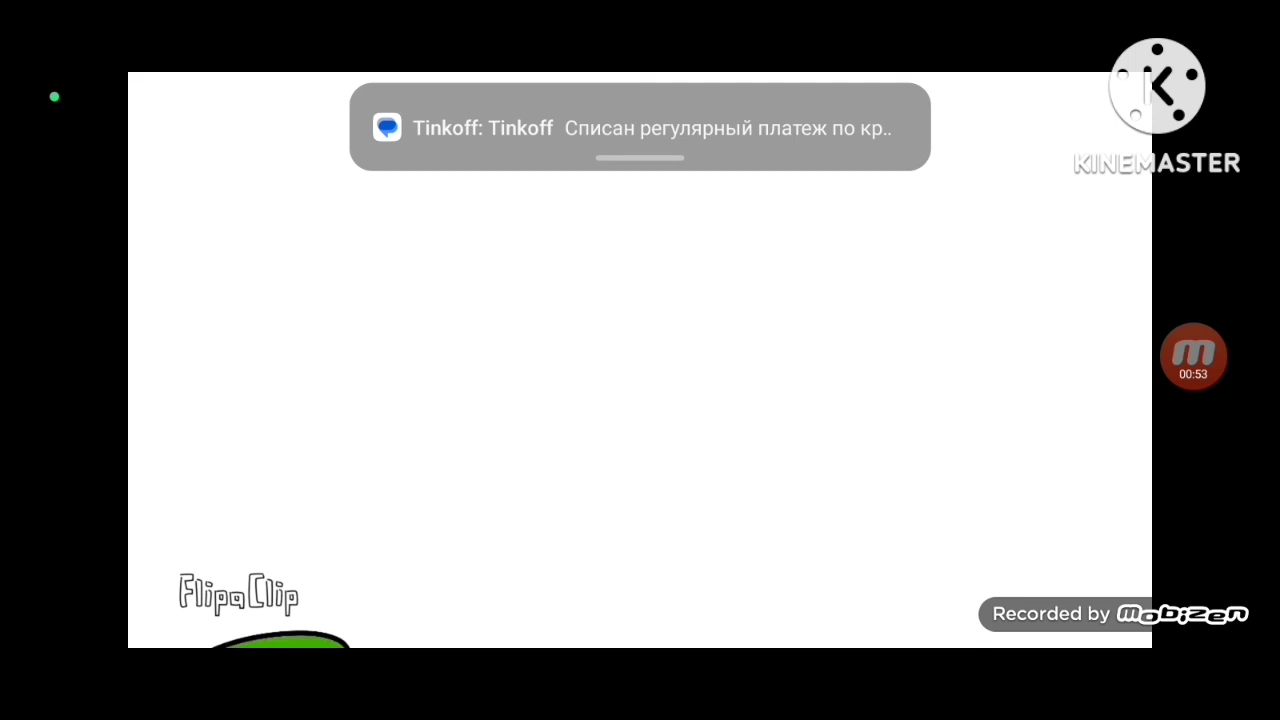 Tinkoff: Tinkoff Списан регулярный платеж по кр..
KINEMASTER
00:53
FlipaClip
Recorded by mobizen